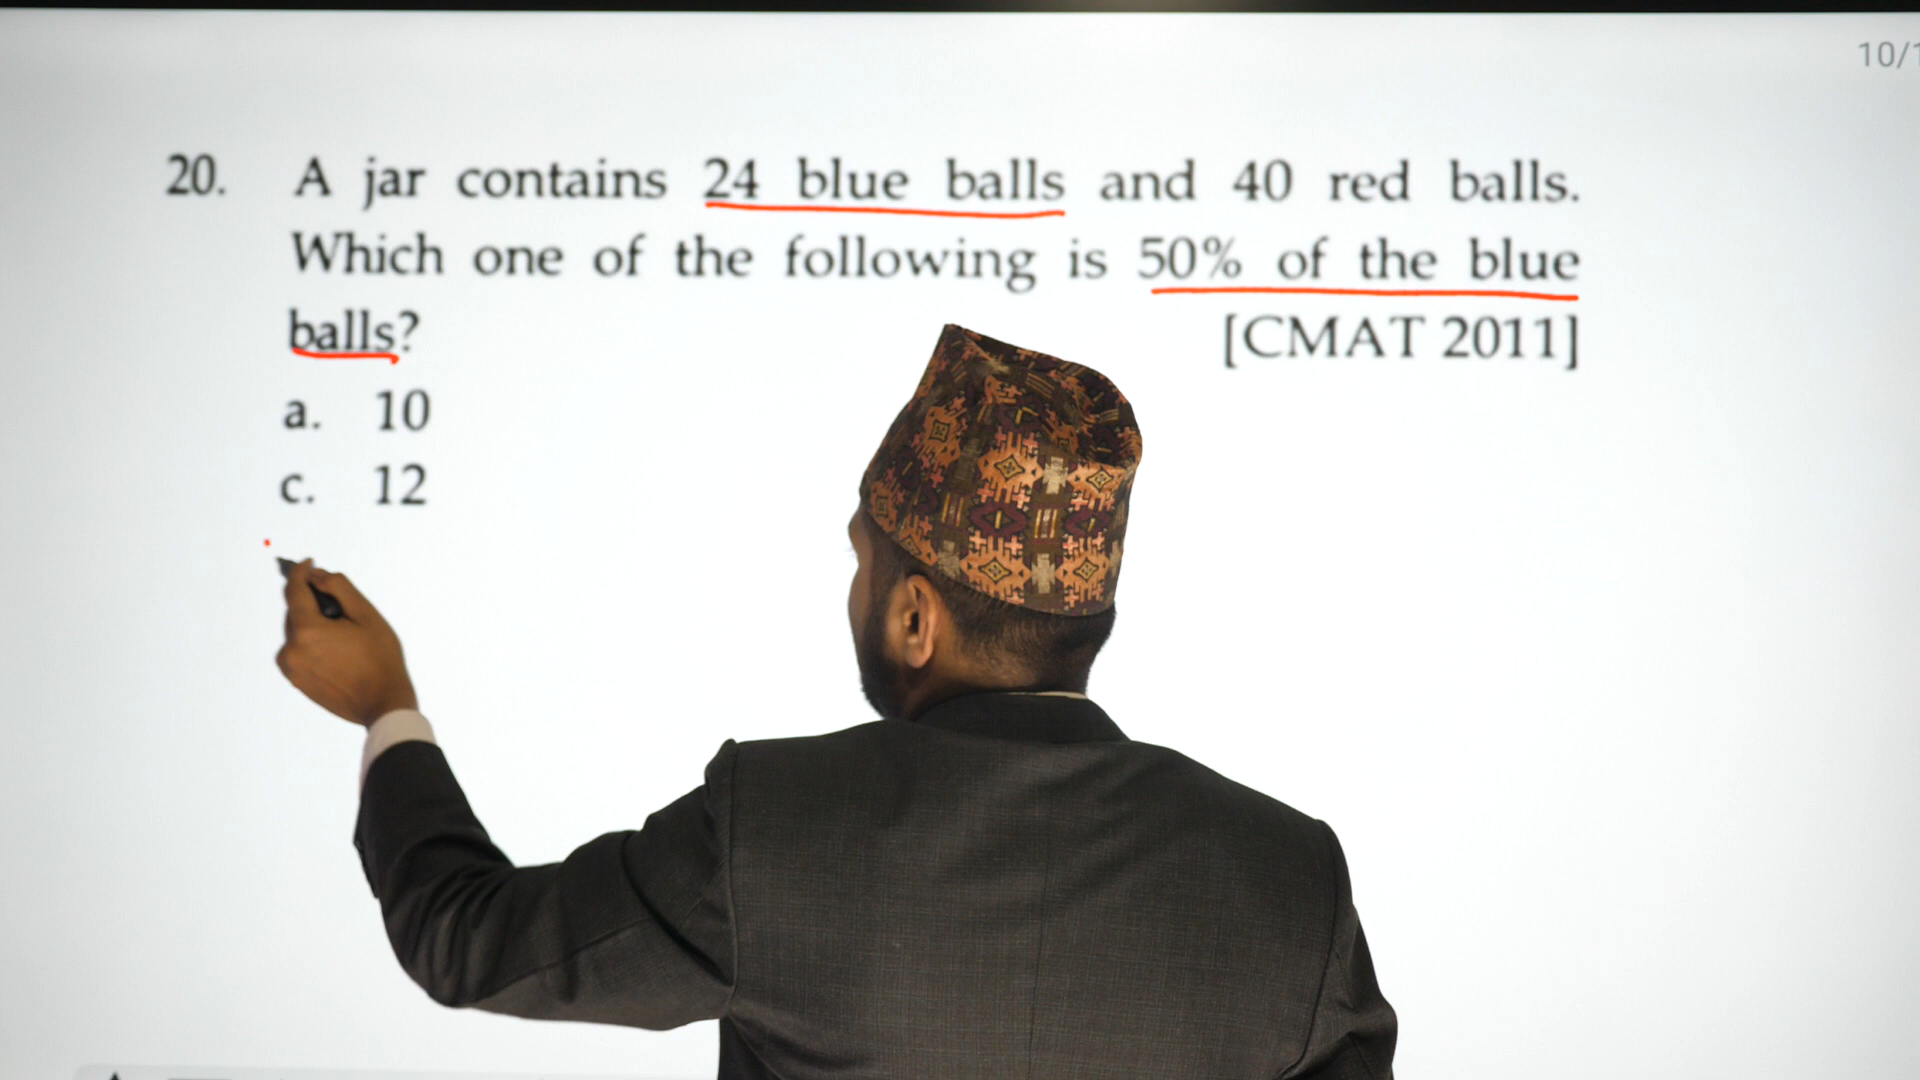 10/1
20. A jar contains 24 blue balls and 40 red balls.
Which one of the following is 50% of the blue
balls? [CMAT 2011]
a. 10
c. 12